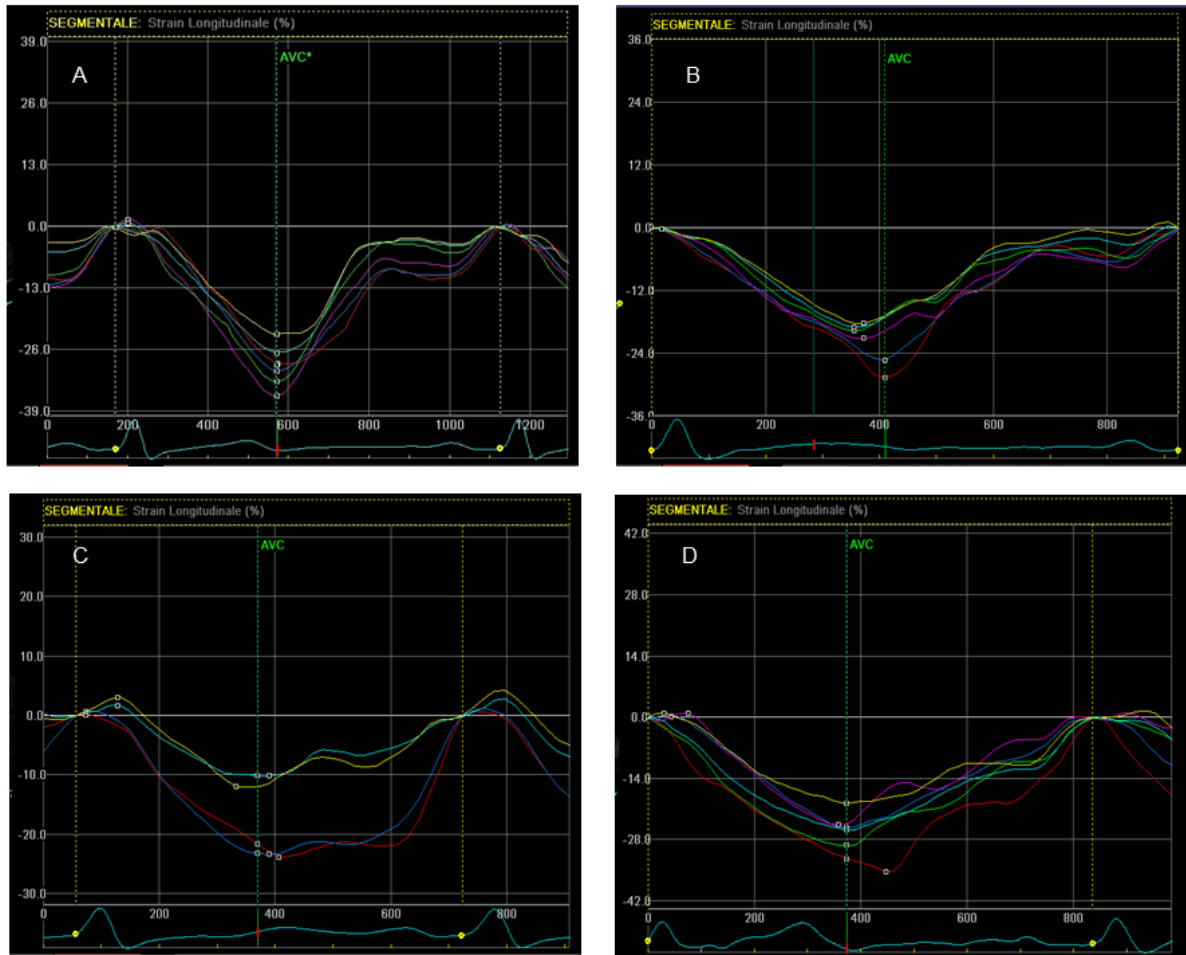 SEGMENTALE: Strain Longitudinale (%)
39.0
A
AVC*
26.0
13.0
0.0
-13.0
-26.0
-39.0
0 200 400 600 800 1000 1200
SEGMENTALE: Strain Longitudinale (%)
36.0
B
AVC
24.0
12.0
0.0
-12.0
-24.0
-36.0
0 200 400 600 800
SEGMENTALE: Strain Longitudinale (%)
30.0
C
AVC
20.0
10.0
0.0
-10.0
-20.0
-30.0
0 200 400 600 800
SEGMENTALE: Strain Longitudinale (%)
42.0
D
AVC
28.0
14.0
0.0
-14.0
-28.0
-42.0
0 200 400 600 800